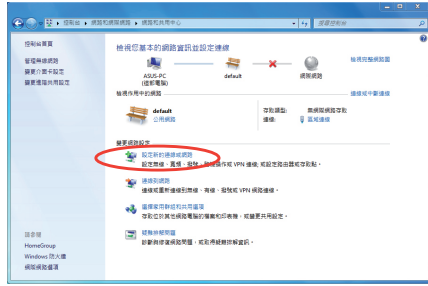 控制台 ▸ 網路和網際網路 ▸ 網路和共用中心
搜尋控制台
控制台首頁
管理無線網路
變更介面卡設定
變更進階共用設定
請參閱
HomeGroup
Windows 防火牆
網際網路選項
檢視您基本的網路資訊並設定連線
檢視完整網路圖
ASUS-PC
(這部電腦)
default
網際網路
檢視作用中的網路
連線或中斷連線
default
公用網路
存取類型: 無網際網路存取
連線: 區域連線
變更網路設定
設定新的連線或網路
設定無線、寬頻、撥號、臨機操作或 VPN 連線; 或設定路由器或存取點。
連線到網路
連線或重新連線到無線、有線、撥號或 VPN 網路連線。
選擇家用群組和共用選項
存取位於其他網路電腦的檔案和印表機，或變更共用設定。
疑難排解問題
診斷與修復網路問題，或取得疑難排解資訊。